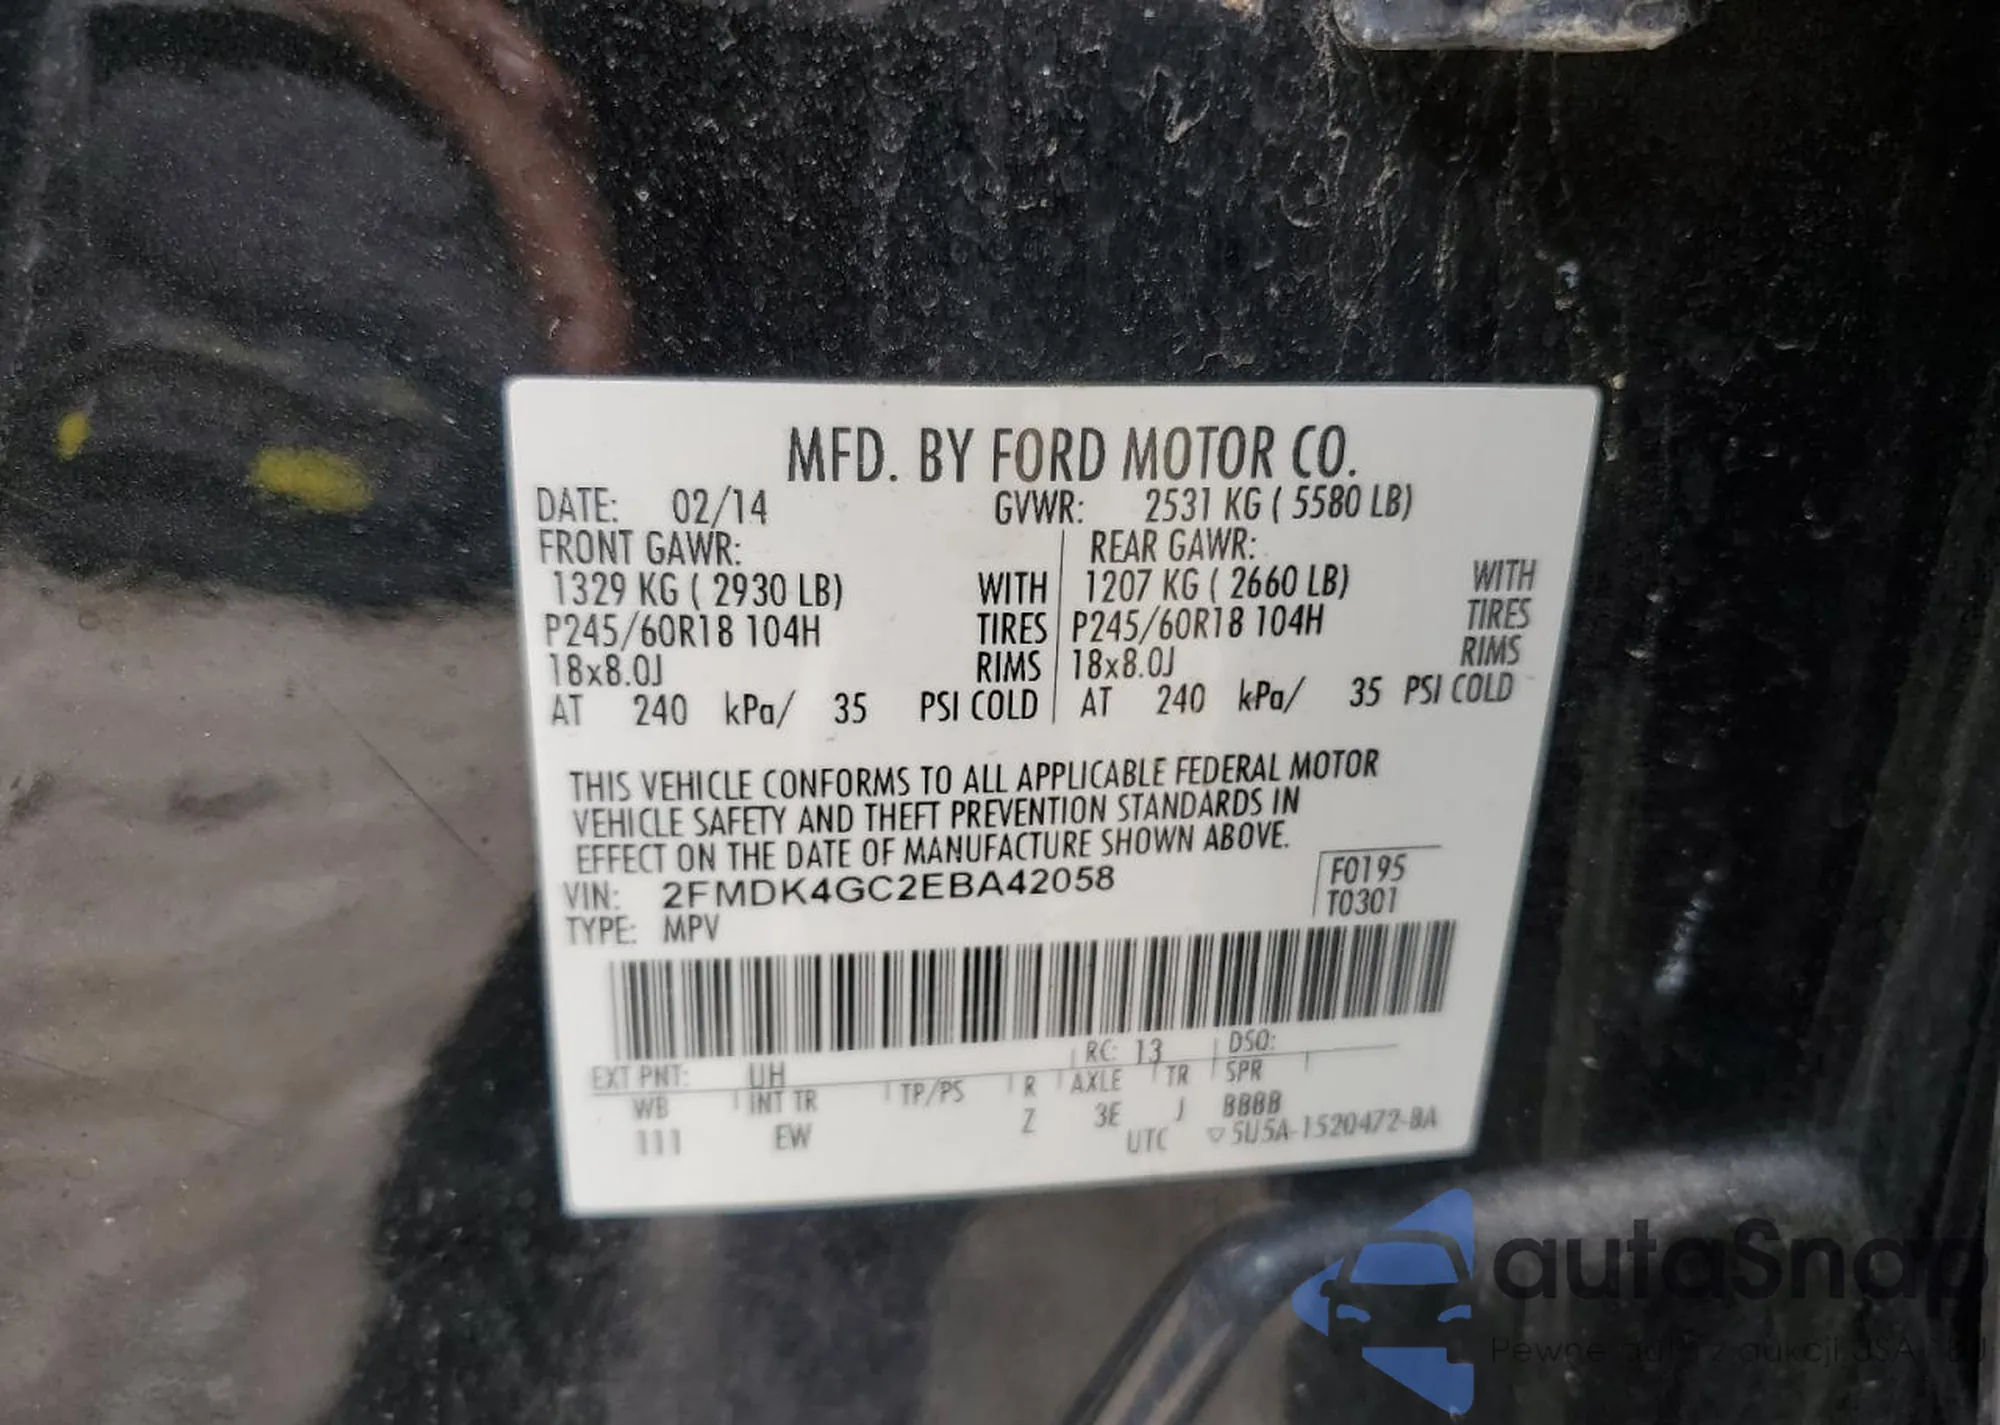 MFD. BY FORD MOTOR CO.
DATE: 02/14 GVWR: 2531 KG ( 5580 LB)
FRONT GAWR: REAR GAWR:
1329 KG ( 2930 LB) WITH 1207 KG ( 2660 LB) WITH
P245/60R18 104H TIRES P245/60R18 104H TIRES
18x8.0J RIMS 18x8.0J RIMS
AT 240 kPa/ 35 PSI COLD AT 240 kPa/ 35 PSI COLD
THIS VEHICLE CONFORMS TO ALL APPLICABLE FEDERAL MOTOR
VEHICLE SAFETY AND THEFT PREVENTION STANDARDS IN
EFFECT ON THE DATE OF MANUFACTURE SHOWN ABOVE.
VIN: 2FMDK4GC2EBA42058 F0195
TYPE: MPV T0301
EXT PNT: UH RC: 13 DSO:
WB INT TR TP/PS R AXLE TR SPR
111 EW Z 3E J BBBB
UTC ▽ 5U5A-1520472-BA
autaSnap
Pewne auta z aukcji USA